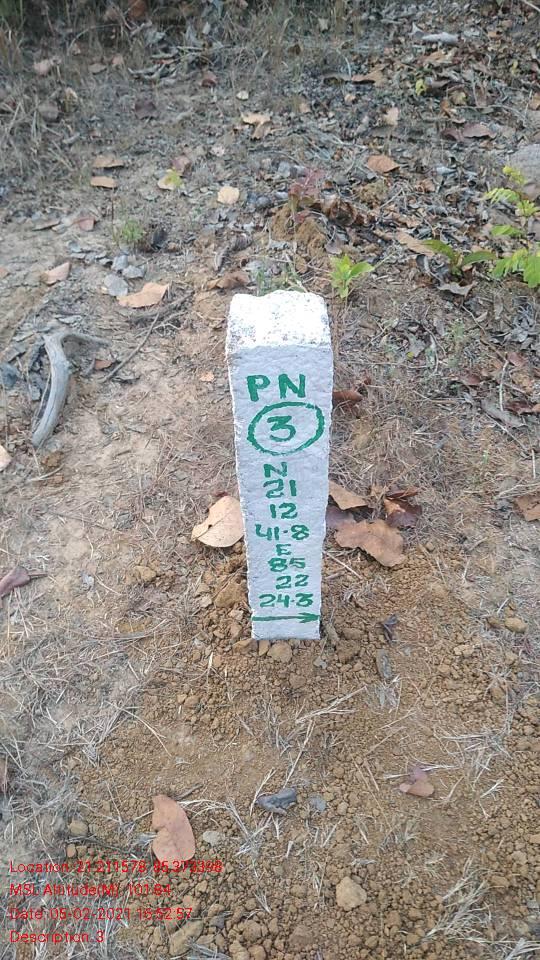 PN
3
N
21
12
41.8
E
85
22
24.3
Location: 21.211578, 85.373398
MSL Altitude(M): 101.84
Date: 05-02-2021 16:52:57
Description: 3